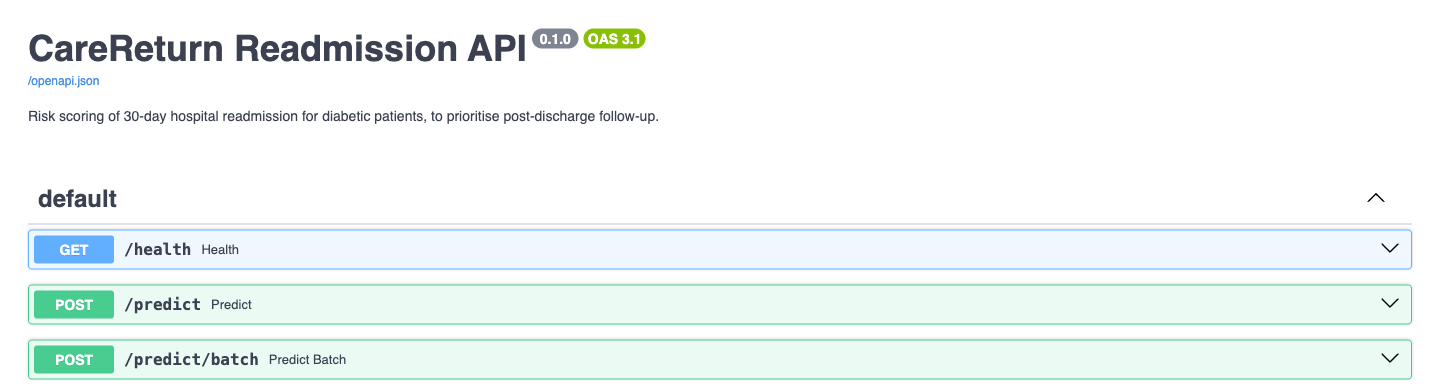 CareReturn Readmission API 0.1.0 OAS 3.1
/openapi.json
Risk scoring of 30-day hospital readmission for diabetic patients, to prioritise post-discharge follow-up.
default
GET /health Health
POST /predict Predict
POST /predict/batch Predict Batch